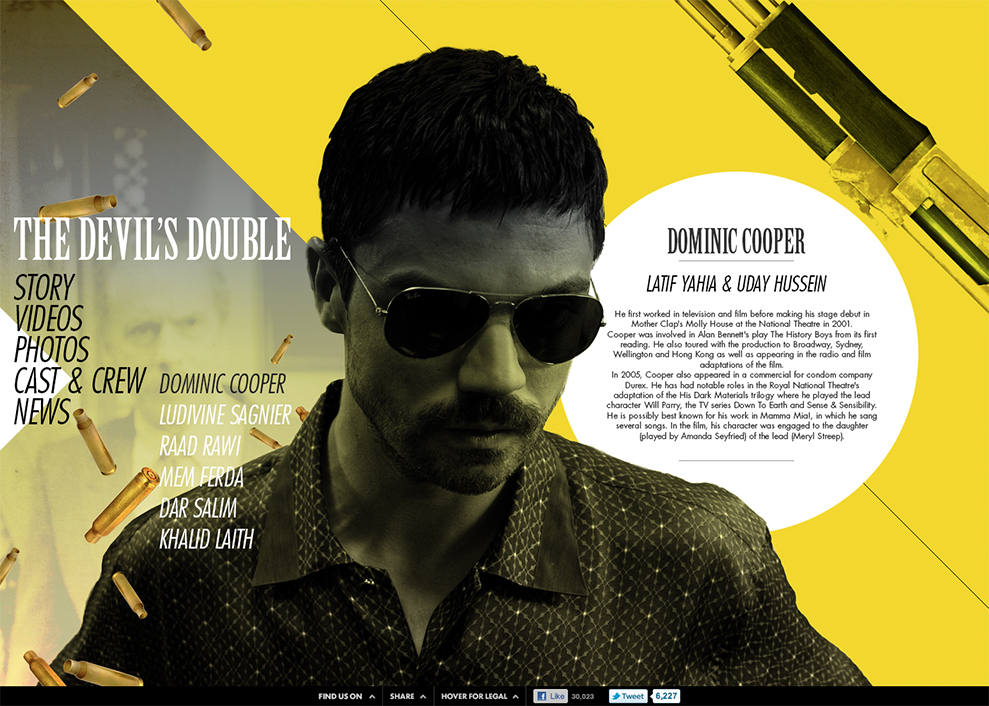 THE DEVIL'S DOUBLE
STORY
VIDEOS
PHOTOS
CAST & CREW
NEWS
DOMINIC COOPER
LUDIVINE SAGNIER
RAAD RAWI
MEM FERDA
DAR SALIM
KHALID LAITH
DOMINIC COOPER
LATIF YAHIA & UDAY HUSSEIN
He first worked in television and film before making his stage debut in
Mother Clap's Molly House at the National Theatre in 2001.
Cooper was involved in Alan Bennett's play The History Boys from its first
reading. He also toured with the production to Broadway, Sydney,
Wellington and Hong Kong as well as appearing in the radio and film
adaptations of the film.
In 2005, Cooper also appeared in a commercial for condom company
Durex. He has had notable roles in the Royal National Theatre's
adaptation of the His Dark Materials trilogy where he played the lead
character Will Parry, the TV series Down To Earth and Sense & Sensibility.
He is possibly best known for his work in Mamma Mia!, in which he sang
several songs. In the film, his character was engaged to the daughter
(played by Amanda Seyfried) of the lead (Meryl Streep).
FIND US ON SHARE HOVER FOR LEGAL Like 30,023 Tweet 6,227